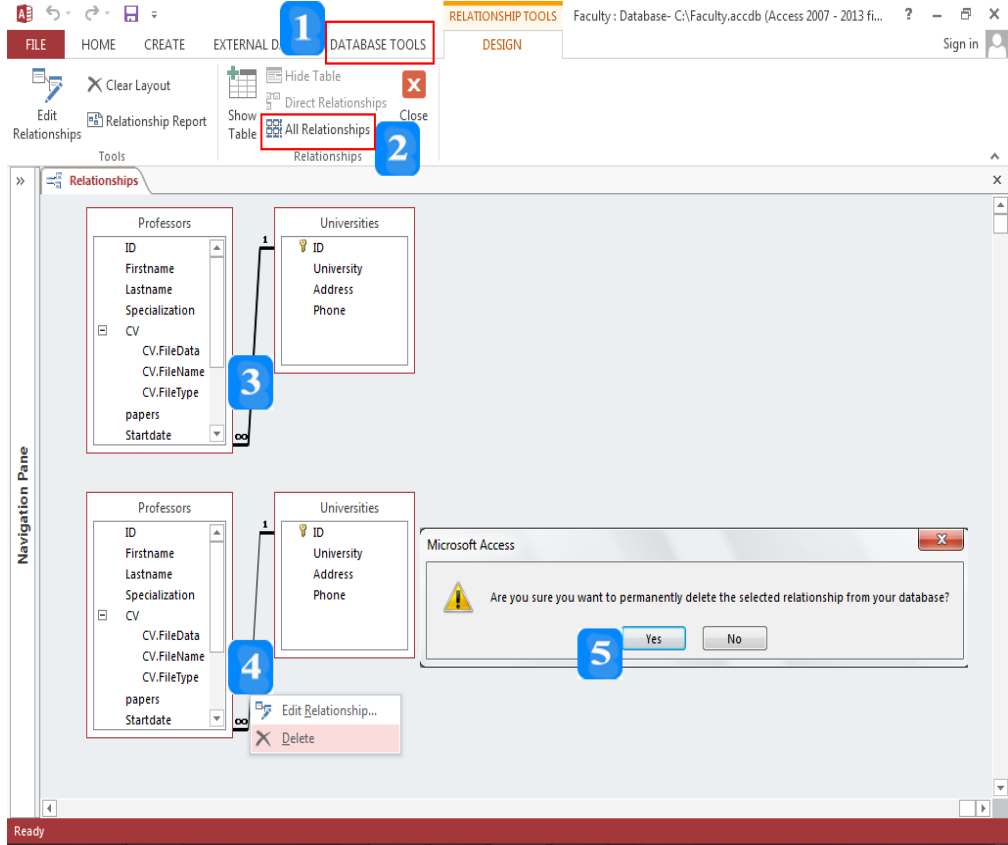 RELATIONSHIP TOOLS Faculty : Database- C:\Faculty.accdb (Access 2007 - 2013 fi... ?
FILE HOME CREATE EXTERNAL D 1 DATABASE TOOLS DESIGN Sign in
Edit Relationships
Clear Layout
Relationship Report
Tools
Show Table
Hide Table
Direct Relationships
All Relationships
2
Close
Relationships
Relationships
Navigation Pane
Professors
ID
Firstname
Lastname
Specialization
CV
CV.FileData
CV.FileName
CV.FileType
papers
Startdate
1
∞
3
Universities
ID
University
Address
Phone
Professors
ID
Firstname
Lastname
Specialization
CV
CV.FileData
CV.FileName
CV.FileType
papers
Startdate
1
∞
4
Universities
ID
University
Address
Phone
Edit Relationship...
Delete
Microsoft Access
Are you sure you want to permanently delete the selected relationship from your database?
5
Yes No
Ready